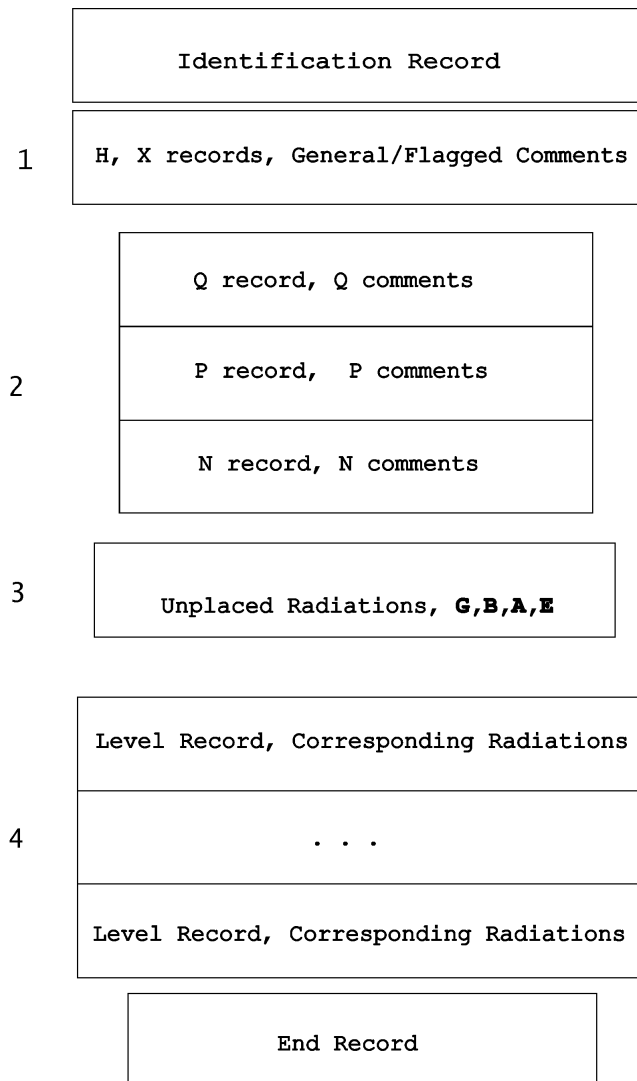 Identification Record
1
H, X records, General/Flagged Comments
Q record, Q comments
2
P record, P comments
N record, N comments
3
Unplaced Radiations, G,B,A,E
Level Record, Corresponding Radiations
4
. . .
Level Record, Corresponding Radiations
End Record